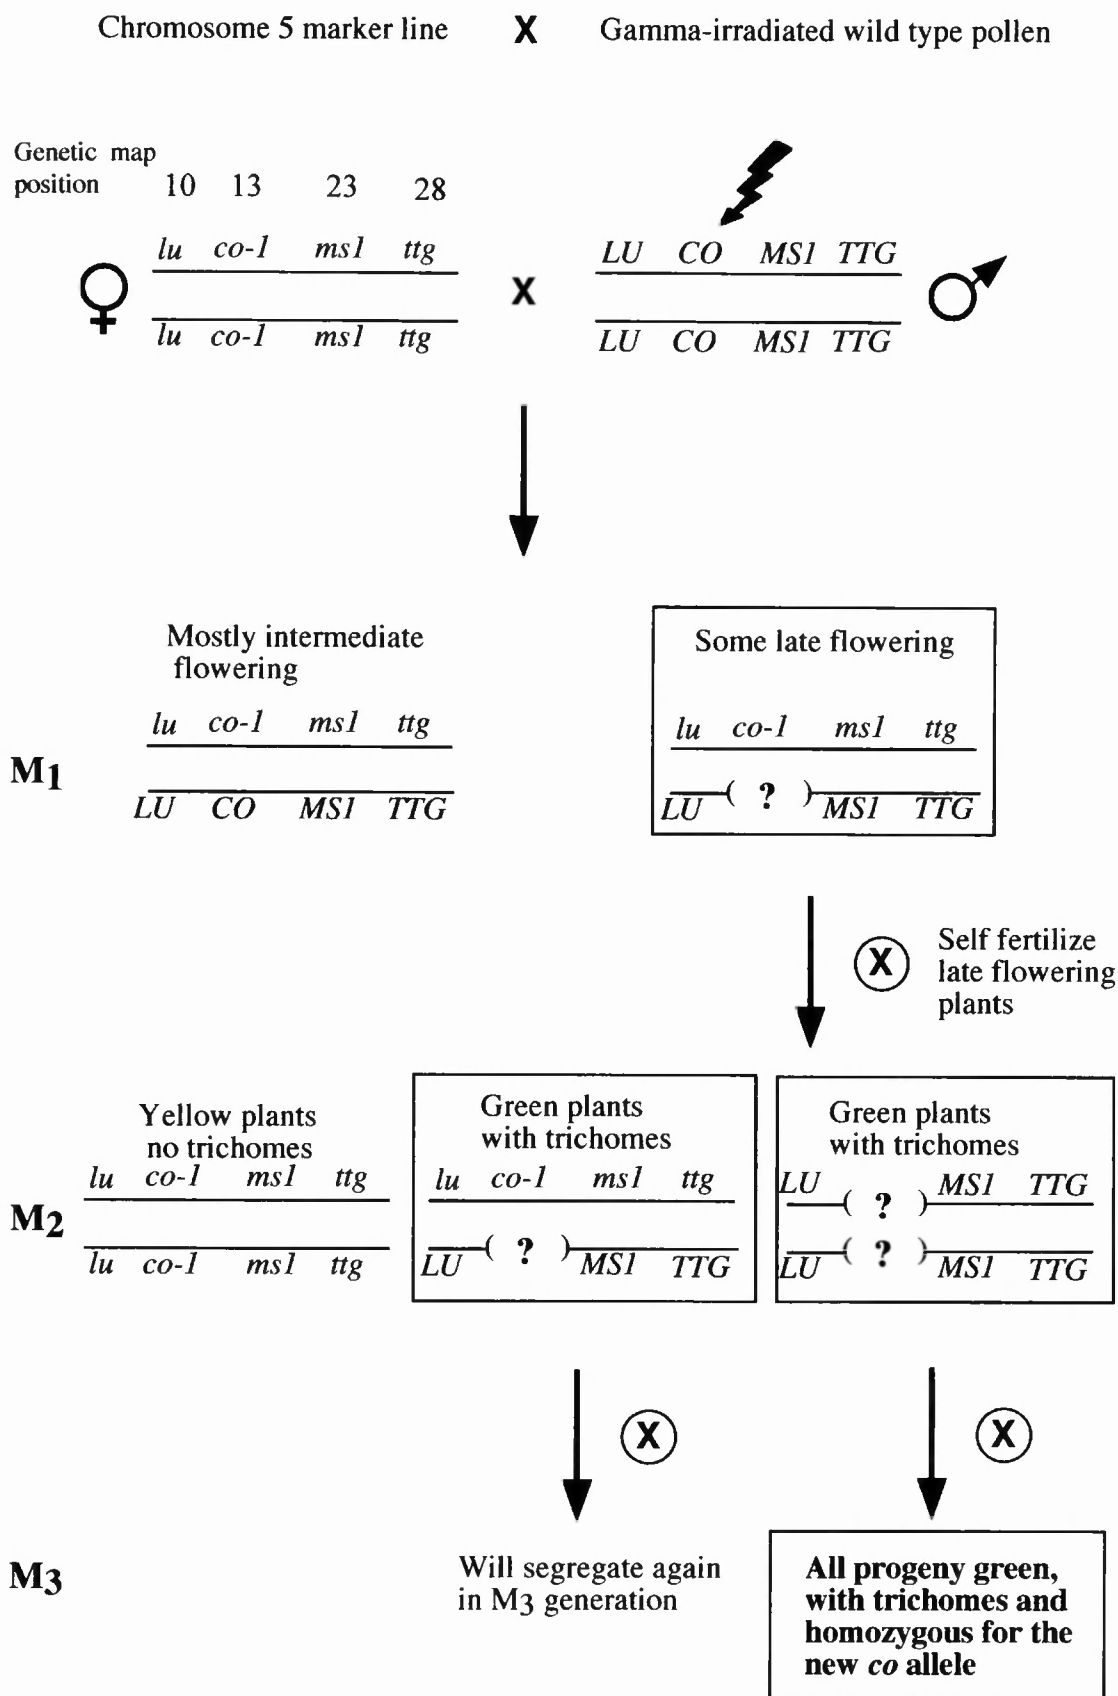 Chromosome 5 marker line X Gamma-irradiated wild type pollen
Genetic map
position 10 13 23 28
lu co-1 ms1 ttg LU CO MS1 TTG
X
lu co-1 ms1 ttg LU CO MS1 TTG
Mostly intermediate
flowering
Some late flowering
lu co-1 ms1 ttg
lu co-1 ms1 ttg
M1
LU CO MS1 TTG
LU ( ? ) MS1 TTG
X
Self fertilize
late flowering
plants
Yellow plants
no trichomes
Green plants
with trichomes
Green plants
with trichomes
lu co-1 ms1 ttg
lu co-1 ms1 ttg
LU ( ? ) MS1 TTG
M2
lu co-1 ms1 ttg
LU ( ? ) MS1 TTG
LU ( ? ) MS1 TTG
X
X
M3
Will segregate again
in M3 generation
All progeny green,
with trichomes and
homozygous for the
new co allele